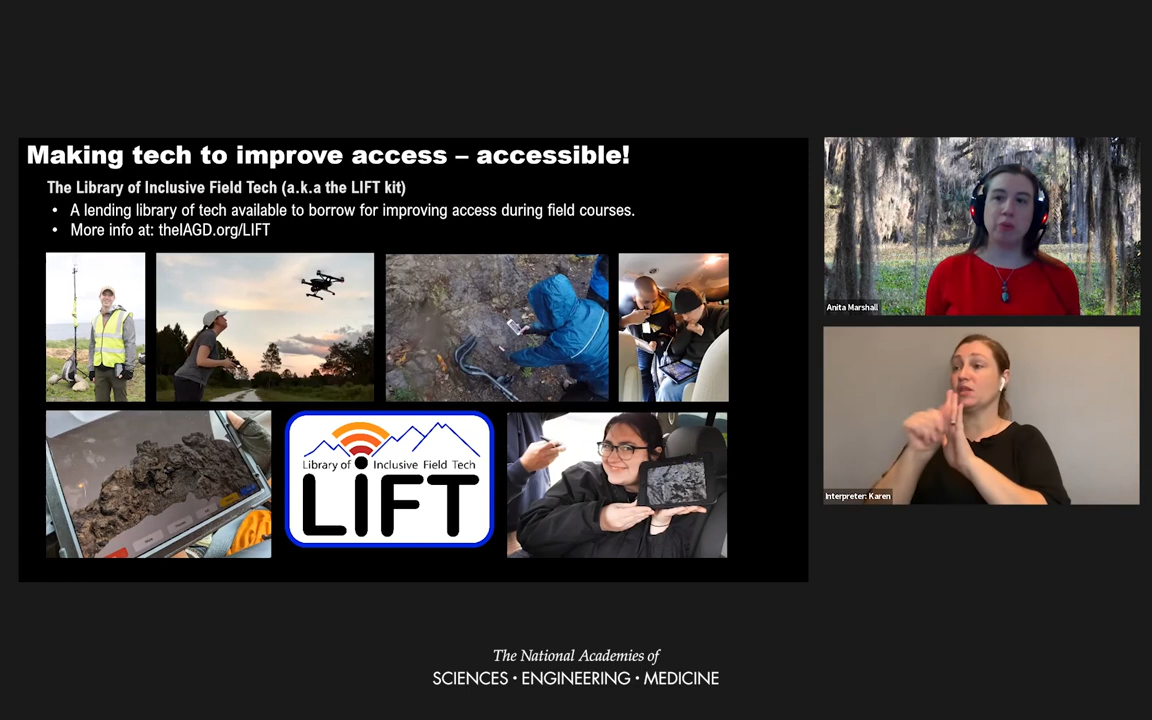 Making tech to improve access – accessible!
The Library of Inclusive Field Tech (a.k.a the LIFT kit)
• A lending library of tech available to borrow for improving access during field courses.
• More info at: theIAGD.org/LIFT
Library of Inclusive Field Tech
LiFT
Anita Marshall
Interpreter: Karen
The National Academies of
SCIENCES • ENGINEERING • MEDICINE